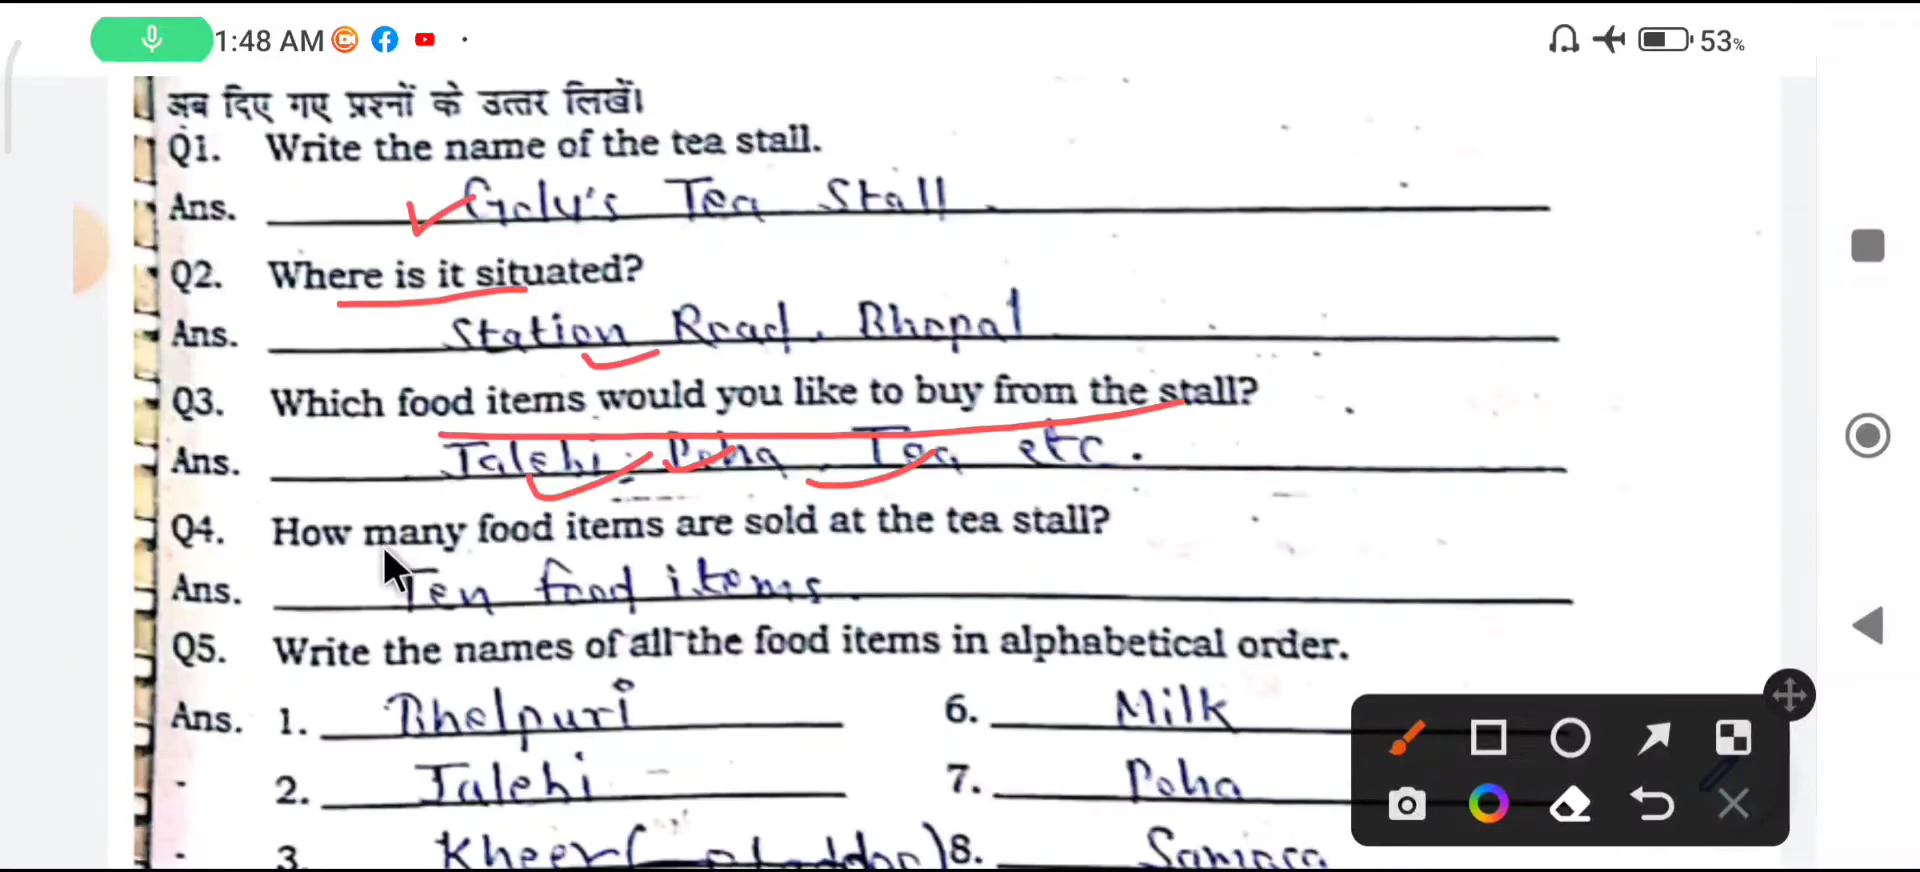 1:48 AM 53%
अब दिए गए प्रश्नों के उत्तर लिखें।
Q1. Write the name of the tea stall.
Ans. Golu's Tea Stall.
Q2. Where is it situated?
Ans. Station Road, Bhopal
Q3. Which food items would you like to buy from the stall?
Ans. Jalebi, Poha, Tea etc.
Q4. How many food items are sold at the tea stall?
Ans. Ten food items.
Q5. Write the names of all the food items in alphabetical order.
Ans. 1. Bhelpuri 6. Milk
2. Jalebi 7. Poha
3. Kheer( 8. Samosa